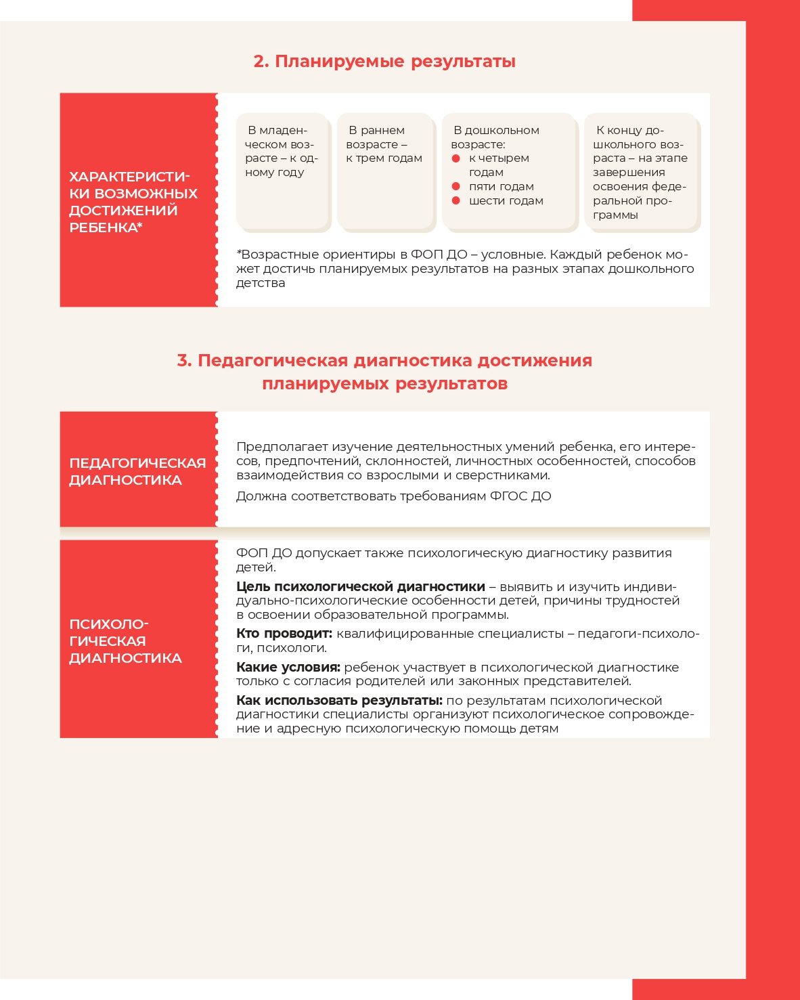 2. Планируемые результаты
ХАРАКТЕРИСТИ-
КИ ВОЗМОЖНЫХ
ДОСТИЖЕНИЙ
РЕБЕНКА*
В младен-
ческом воз-
расте – к од-
ному году
В раннем
возрасте –
к трем годам
В дошкольном
возрасте:
● к четырем
годам
● пяти годам
● шести годам
К концу до-
школьного воз-
раста – на этапе
завершения
освоения феде-
ральной про-
граммы
*Возрастные ориентиры в ФОП ДО – условные. Каждый ребенок мо-
жет достичь планируемых результатов на разных этапах дошкольного
детства
3. Педагогическая диагностика достижения
планируемых результатов
ПЕДАГОГИЧЕСКАЯ
ДИАГНОСТИКА
Предполагает изучение деятельностных умений ребенка, его интере-
сов, предпочтений, склонностей, личностных особенностей, способов
взаимодействия со взрослыми и сверстниками.
Должна соответствовать требованиям ФГОС ДО
ПСИХОЛО-
ГИЧЕСКАЯ
ДИАГНОСТИКА
ФОП ДО допускает также психологическую диагностику развития
детей.
Цель психологической диагностики – выявить и изучить индиви-
дуально-психологические особенности детей, причины трудностей
в освоении образовательной программы.
Кто проводит: квалифицированные специалисты – педагоги-психоло-
ги, психологи.
Какие условия: ребенок участвует в психологической диагностике
только с согласия родителей или законных представителей.
Как использовать результаты: по результатам психологической
диагностики специалисты организуют психологическое сопровожде-
ние и адресную психологическую помощь детям